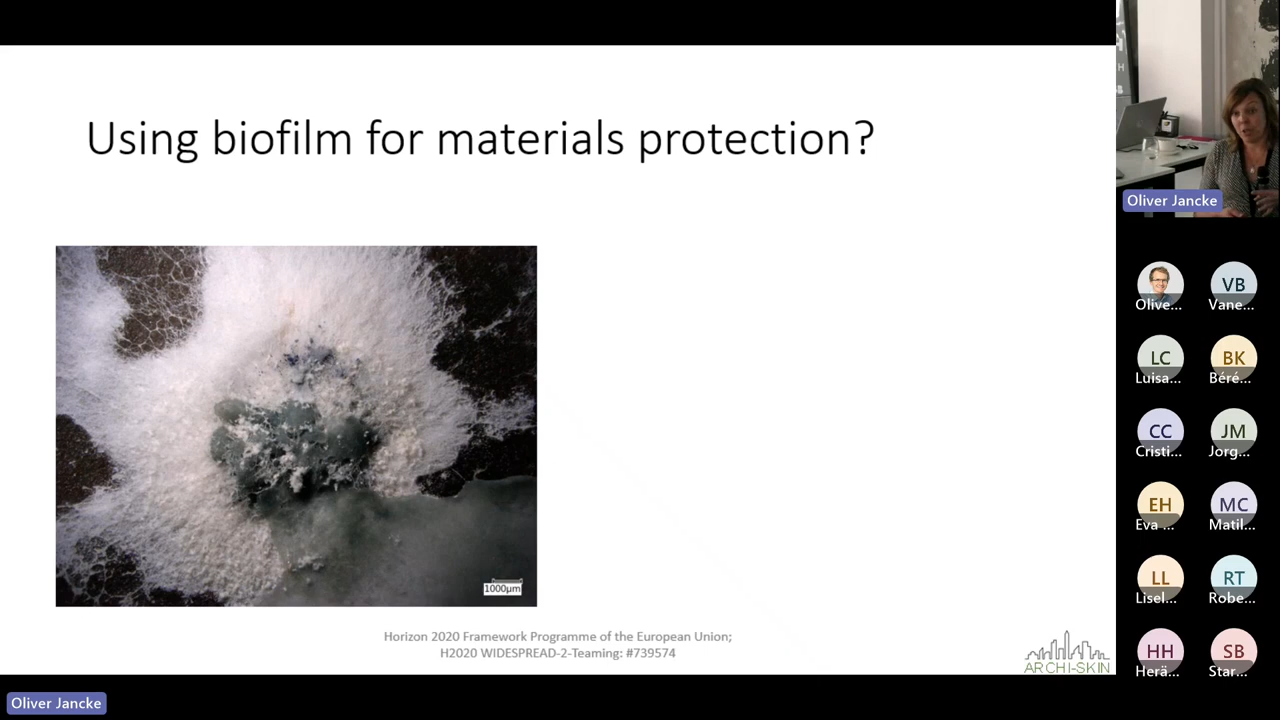 Using biofilm for materials protection?
1000µm
Horizon 2020 Framework Programme of the European Union;
H2020 WIDESPREAD-2-Teaming: #739574
ARCHI-SKIN
Oliver Jancke
Olive...
VB
Vane...
LC
Luisa...
BK
Béré...
CC
Cristi...
JM
Jorg...
EH
Eva ...
MC
Matil...
LL
Lisel...
RT
Robe...
HH
Herä...
SB
Star...
Oliver Jancke